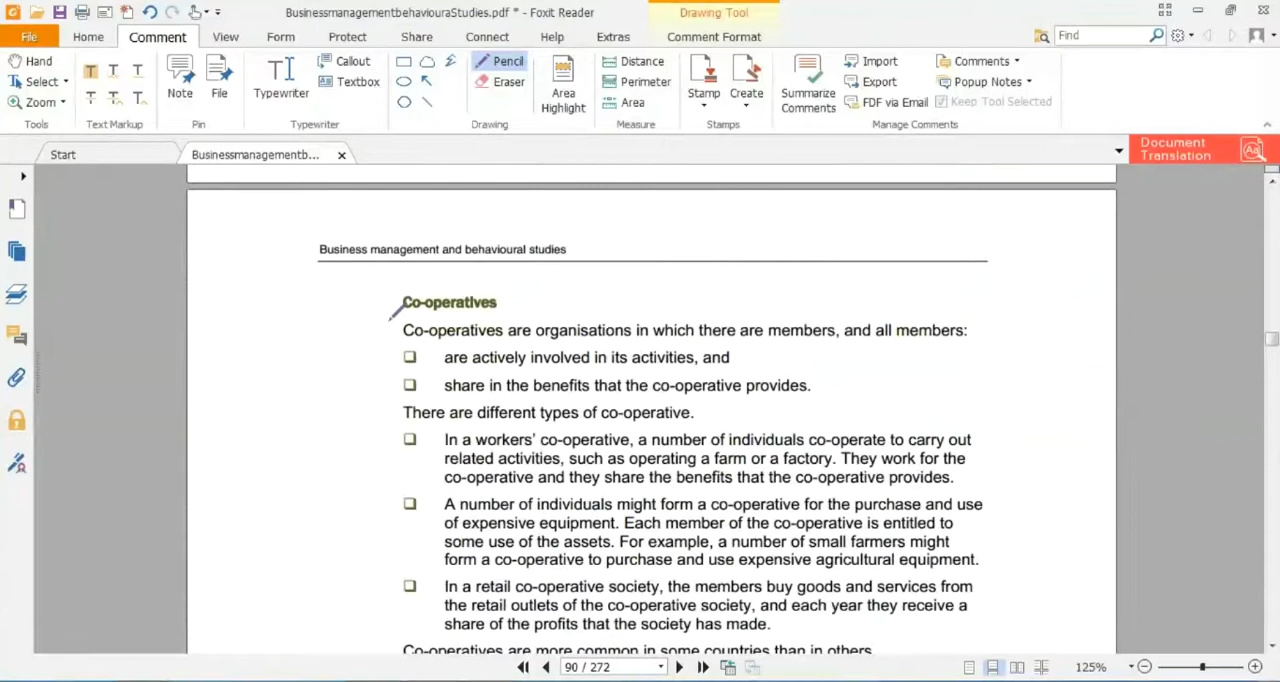 BusinessmanagementbehaviouraStudies.pdf * - Foxit Reader
Drawing Tool
File Home Comment View Form Protect Share Connect Help Extras Comment Format
Find
Hand
Select
Zoom
Tools
Text Markup
Note File
Pin
Callout
Textbox
Typewriter
Typewriter
Pencil
Eraser
Area
Highlight
Drawing
Distance
Perimeter
Area
Measure
Stamp Create
Stamps
Summarize
Comments
Import
Export
FDF via Email
Comments
Popup Notes
Keep Tool Selected
Manage Comments
Start
Businessmanagementb...
Document
Translation
Business management and behavioural studies
Co-operatives
Co-operatives are organisations in which there are members, and all members:
❑ are actively involved in its activities, and
❑ share in the benefits that the co-operative provides.
There are different types of co-operative.
❑ In a workers’ co-operative, a number of individuals co-operate to carry out
related activities, such as operating a farm or a factory. They work for the
co-operative and they share the benefits that the co-operative provides.
❑ A number of individuals might form a co-operative for the purchase and use
of expensive equipment. Each member of the co-operative is entitled to
some use of the assets. For example, a number of small farmers might
form a co-operative to purchase and use expensive agricultural equipment.
❑ In a retail co-operative society, the members buy goods and services from
the retail outlets of the co-operative society, and each year they receive a
share of the profits that the society has made.
Co-operatives are more common in some countries than in others
90 / 272
125%